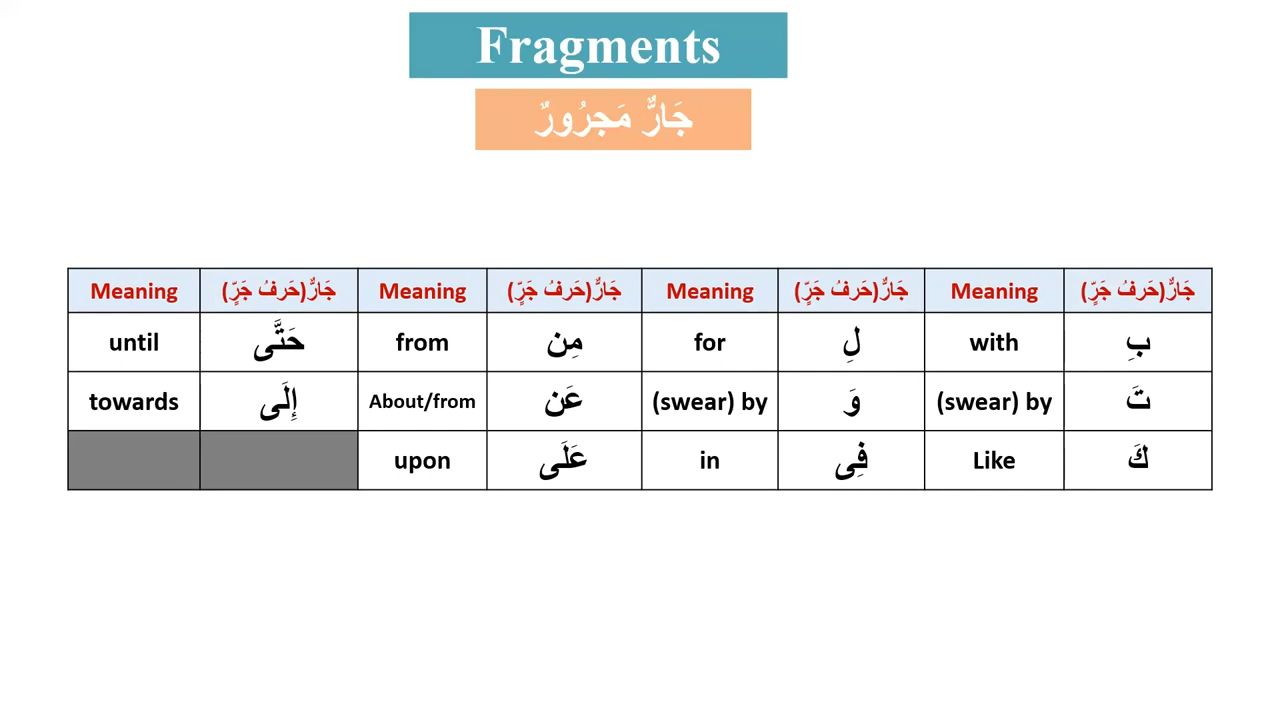 Fragments
جَارٌّ مَجرُورٌ
Meaning جَارٌّ(حَرفُ جَرٍّ) Meaning جَارٌّ(حَرفُ جَرٍّ) Meaning جَارٌّ(حَرفُ جَرٍّ) Meaning جَارٌّ(حَرفُ جَرٍّ)
until حَتَّى from مِن for لِ with بِ
towards إِلَى About/from عَن (swear) by وَ (swear) by تَ
upon عَلَى in فِى Like كَ